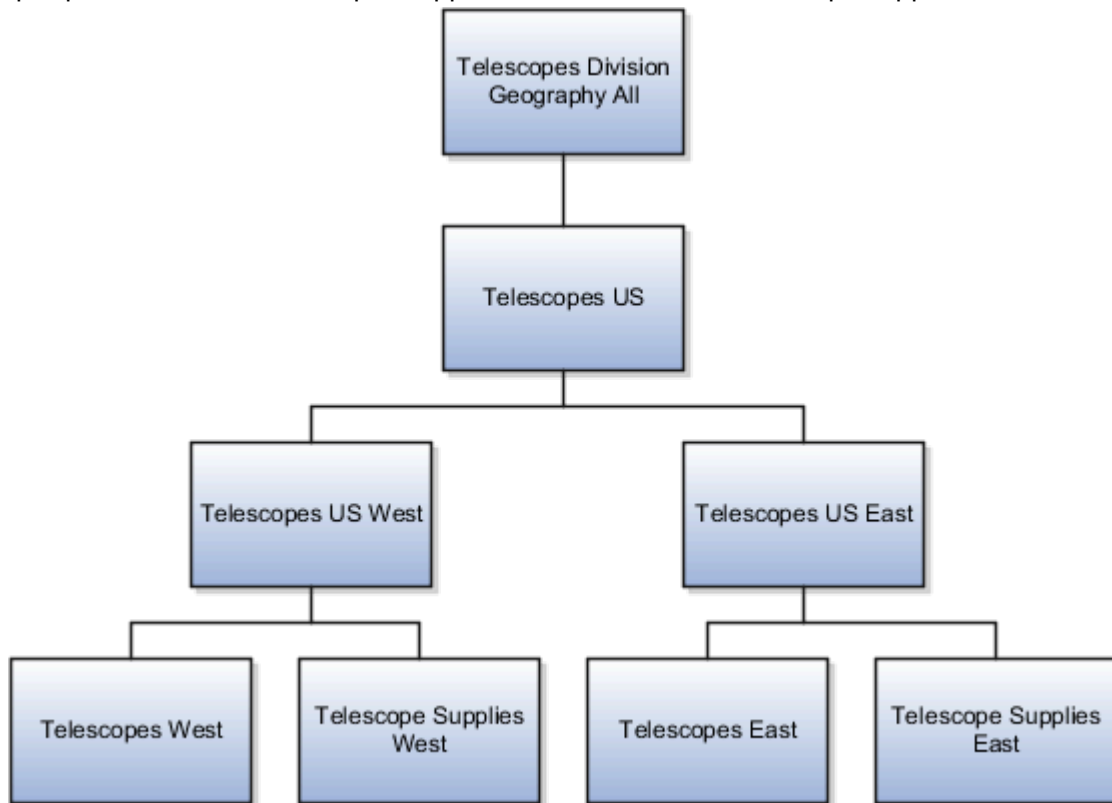 Telescopes Division
Geography All
Telescopes US
Telescopes US West
Telescopes US East
Telescopes West
Telescope Supplies
West
Telescopes East
Telescope Supplies
East